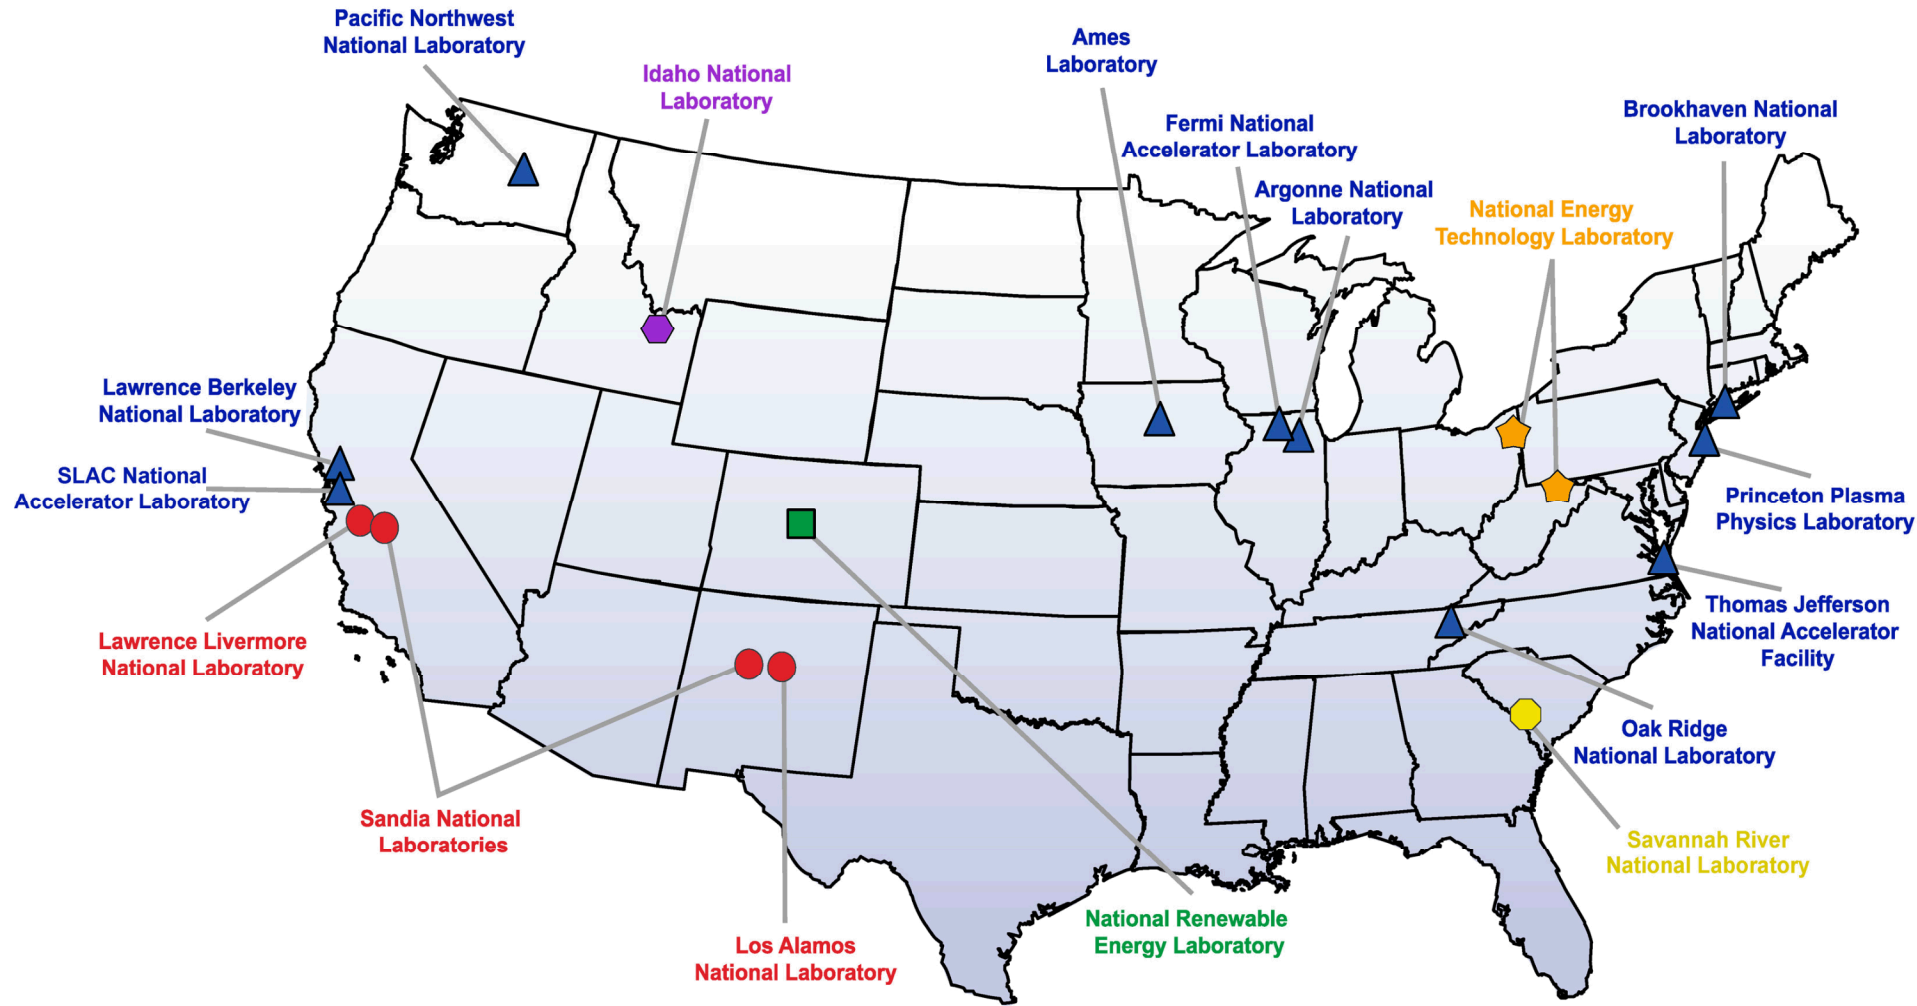 Pacific Northwest
National Laboratory
Idaho National
Laboratory
Ames
Laboratory
Fermi National
Accelerator Laboratory
Argonne National
Laboratory
National Energy
Technology Laboratory
Brookhaven National
Laboratory
Lawrence Berkeley
National Laboratory
SLAC National
Accelerator Laboratory
Lawrence Livermore
National Laboratory
Sandia National
Laboratories
Los Alamos
National Laboratory
National Renewable
Energy Laboratory
Princeton Plasma
Physics Laboratory
Thomas Jefferson
National Accelerator
Facility
Oak Ridge
National Laboratory
Savannah River
National Laboratory